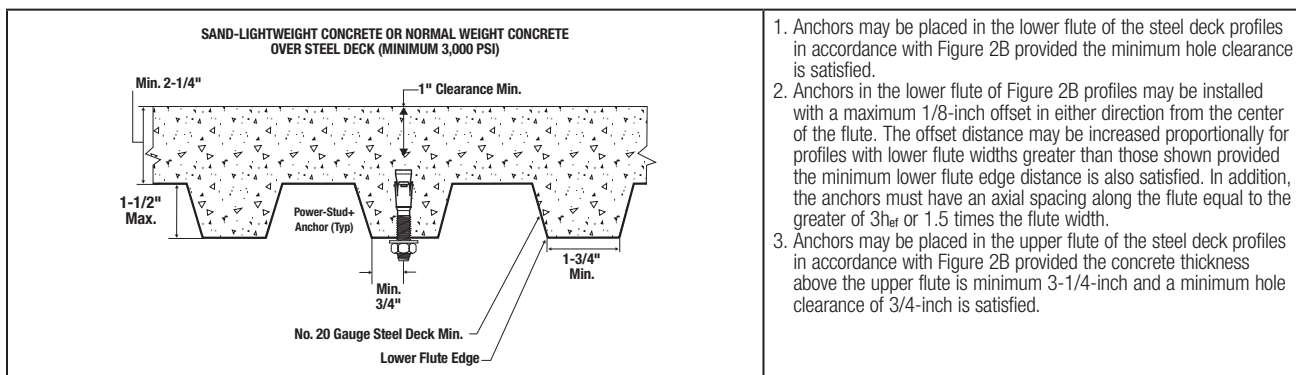 SAND-LIGHTWEIGHT CONCRETE OR NORMAL WEIGHT CONCRETE
OVER STEEL DECK (MINIMUM 3,000 PSI)
Min. 2-1/4"
1" Clearance Min.
1-1/2"
Max.
Power-Stud+
Anchor (Typ)
1-3/4"
Min.
Min.
3/4"
No. 20 Gauge Steel Deck Min.
Lower Flute Edge
1. Anchors may be placed in the lower flute of the steel deck profiles
in accordance with Figure 2B provided the minimum hole clearance
is satisfied.
2. Anchors in the lower flute of Figure 2B profiles may be installed
with a maximum 1/8-inch offset in either direction from the center
of the flute. The offset distance may be increased proportionally for
profiles with lower flute widths greater than those shown provided
the minimum lower flute edge distance is also satisfied. In addition,
the anchors must have an axial spacing along the flute equal to the
greater of 3hef or 1.5 times the flute width.
3. Anchors may be placed in the upper flute of the steel deck profiles
in accordance with Figure 2B provided the concrete thickness
above the upper flute is minimum 3-1/4-inch and a minimum hole
clearance of 3/4-inch is satisfied.